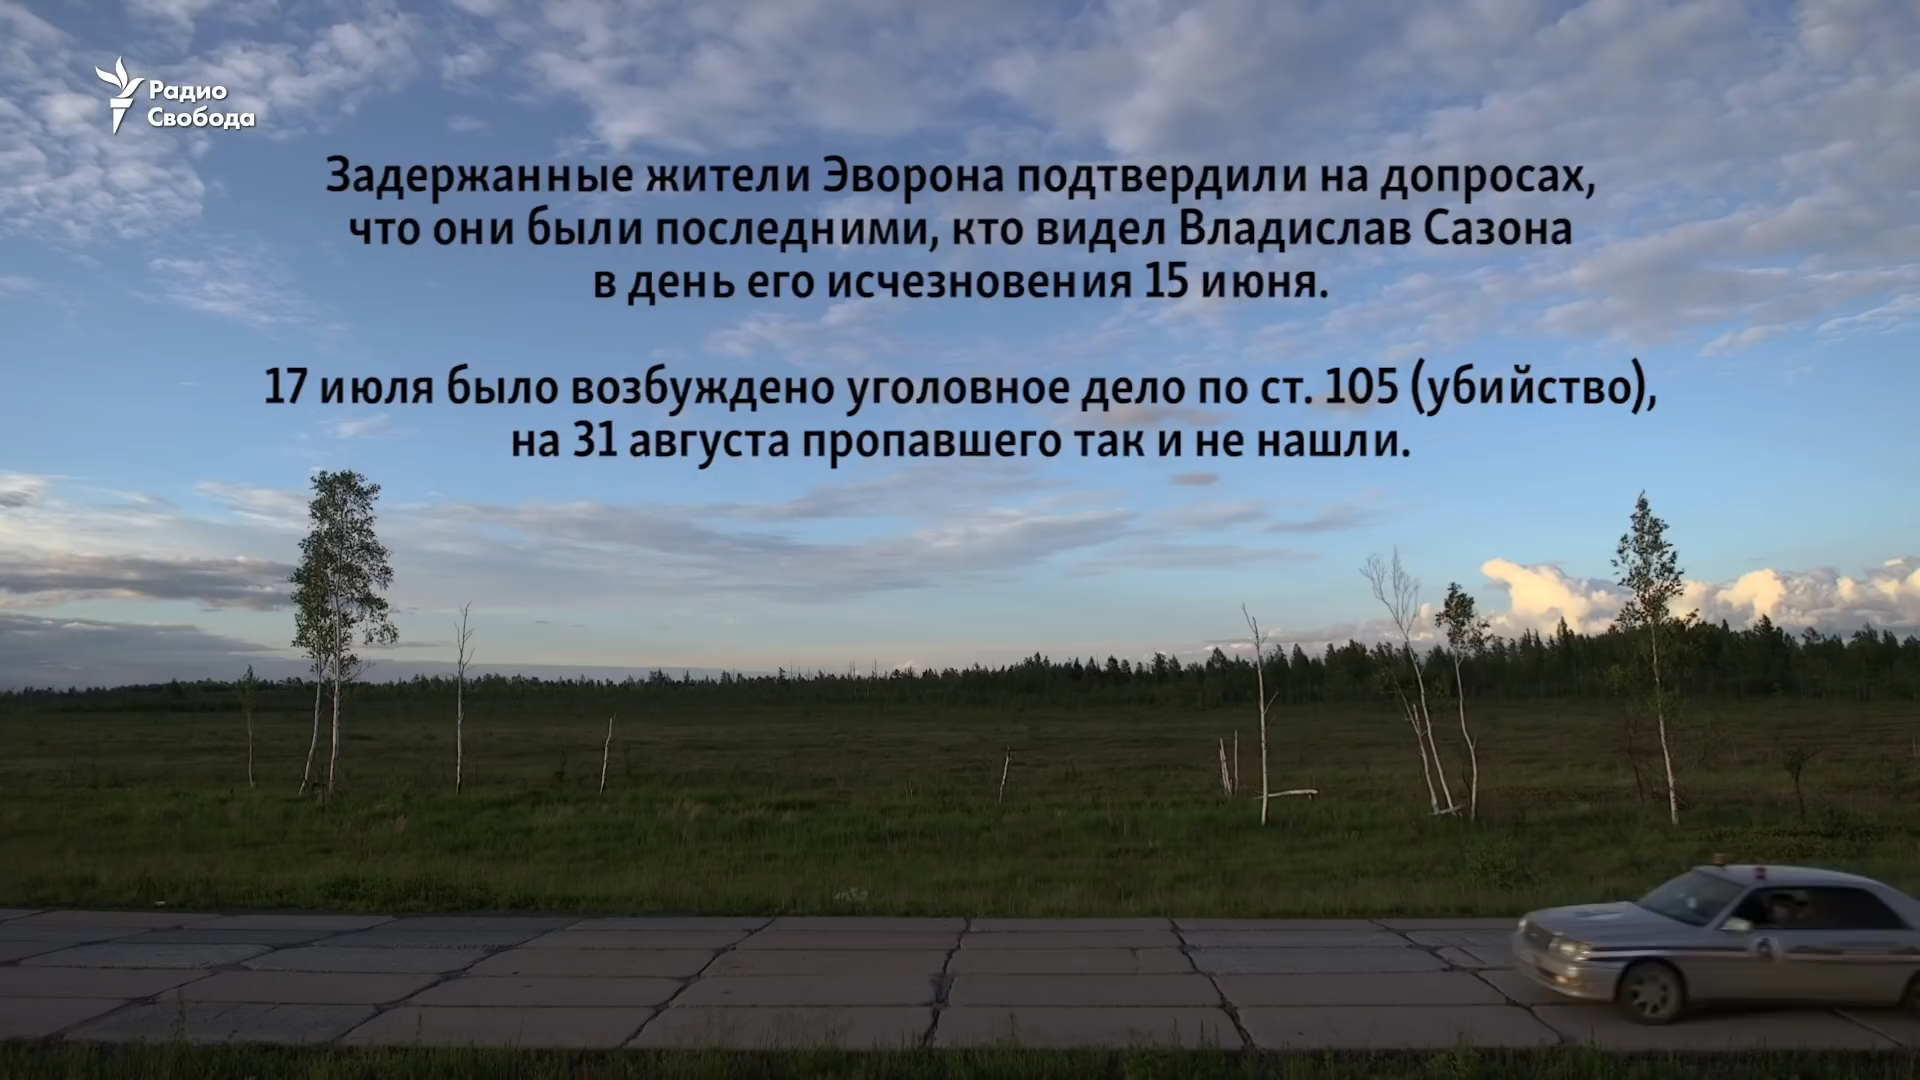 Радио
Свобода
Задержанные жители Эворона подтвердили на допросах,
что они были последними, кто видел Владислав Сазона
в день его исчезновения 15 июня.
17 июля было возбуждено уголовное дело по ст. 105 (убийство),
на 31 августа пропавшего так и не нашли.